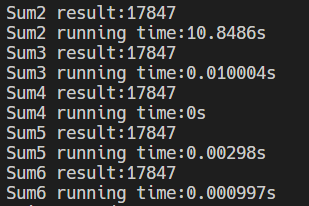 Sum2 result:17847
Sum2 running time:10.8486s
Sum3 result:17847
Sum3 running time:0.010004s
Sum4 result:17847
Sum4 running time:0s
Sum5 result:17847
Sum5 running time:0.00298s
Sum6 result:17847
Sum6 running time:0.000997s